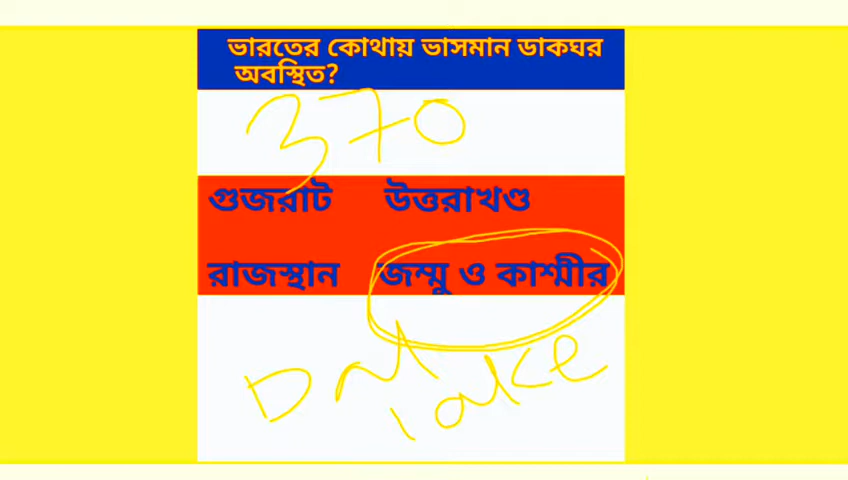 ভারতের কোথায় ভাসমান ডাকঘর
অবস্থিত?
370
গুজরাট উত্তরাখণ্ড
রাজস্থান জম্মু ও কাশ্মীর
Dal
lake